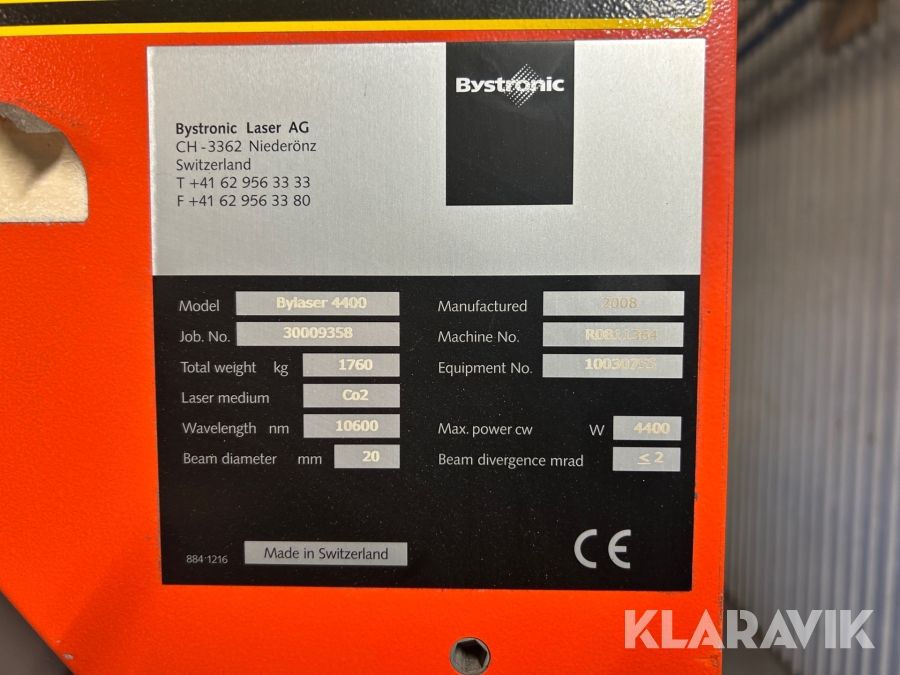 Bystronic
Bystronic Laser AG
CH-3362 Niederönz
Switzerland
T +41 62 956 33 33
F +41 62 956 33 80
Model Bylaser 4400
Manufactured 2008
Job. No. 30009358
Machine No.
Total weight kg 1760
Equipment No.
Laser medium Co2
Wavelength nm 10600
Max. power cw W 4400
Beam diameter mm 20
Beam divergence mrad ≤ 2
884-1216
Made in Switzerland
CE
KLARAVIK